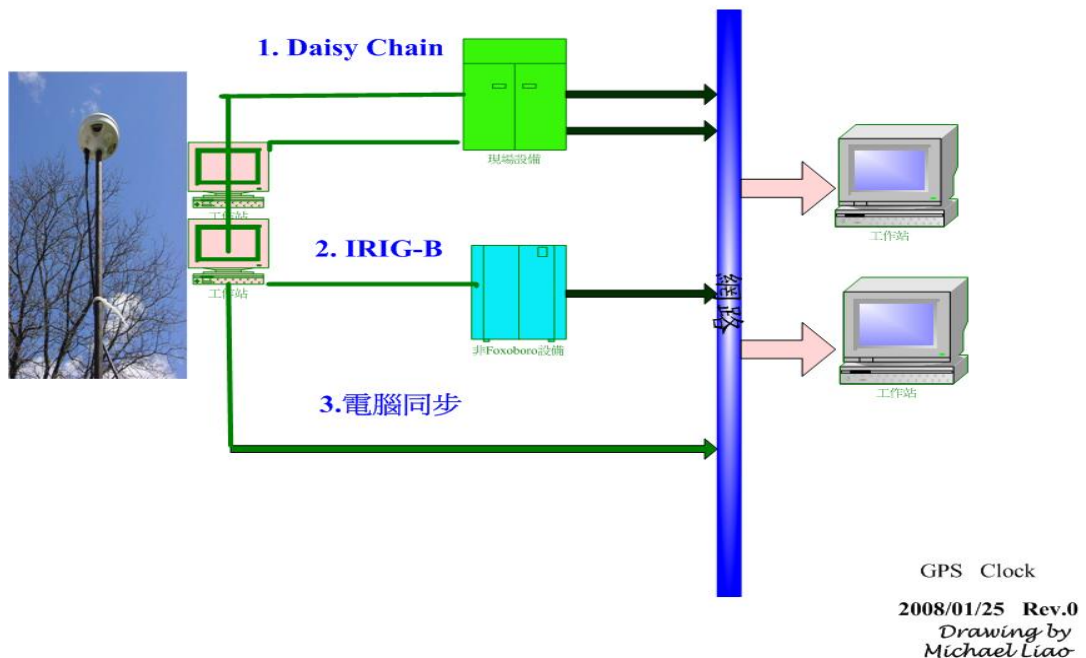 1. Daisy Chain
現場設備
工作站
工作站
2. IRIG-B
非Foxoboro設備
3.電腦同步
網路
工作站
工作站
GPS Clock
2008/01/25 Rev.0
Drawing by
Michael Liao